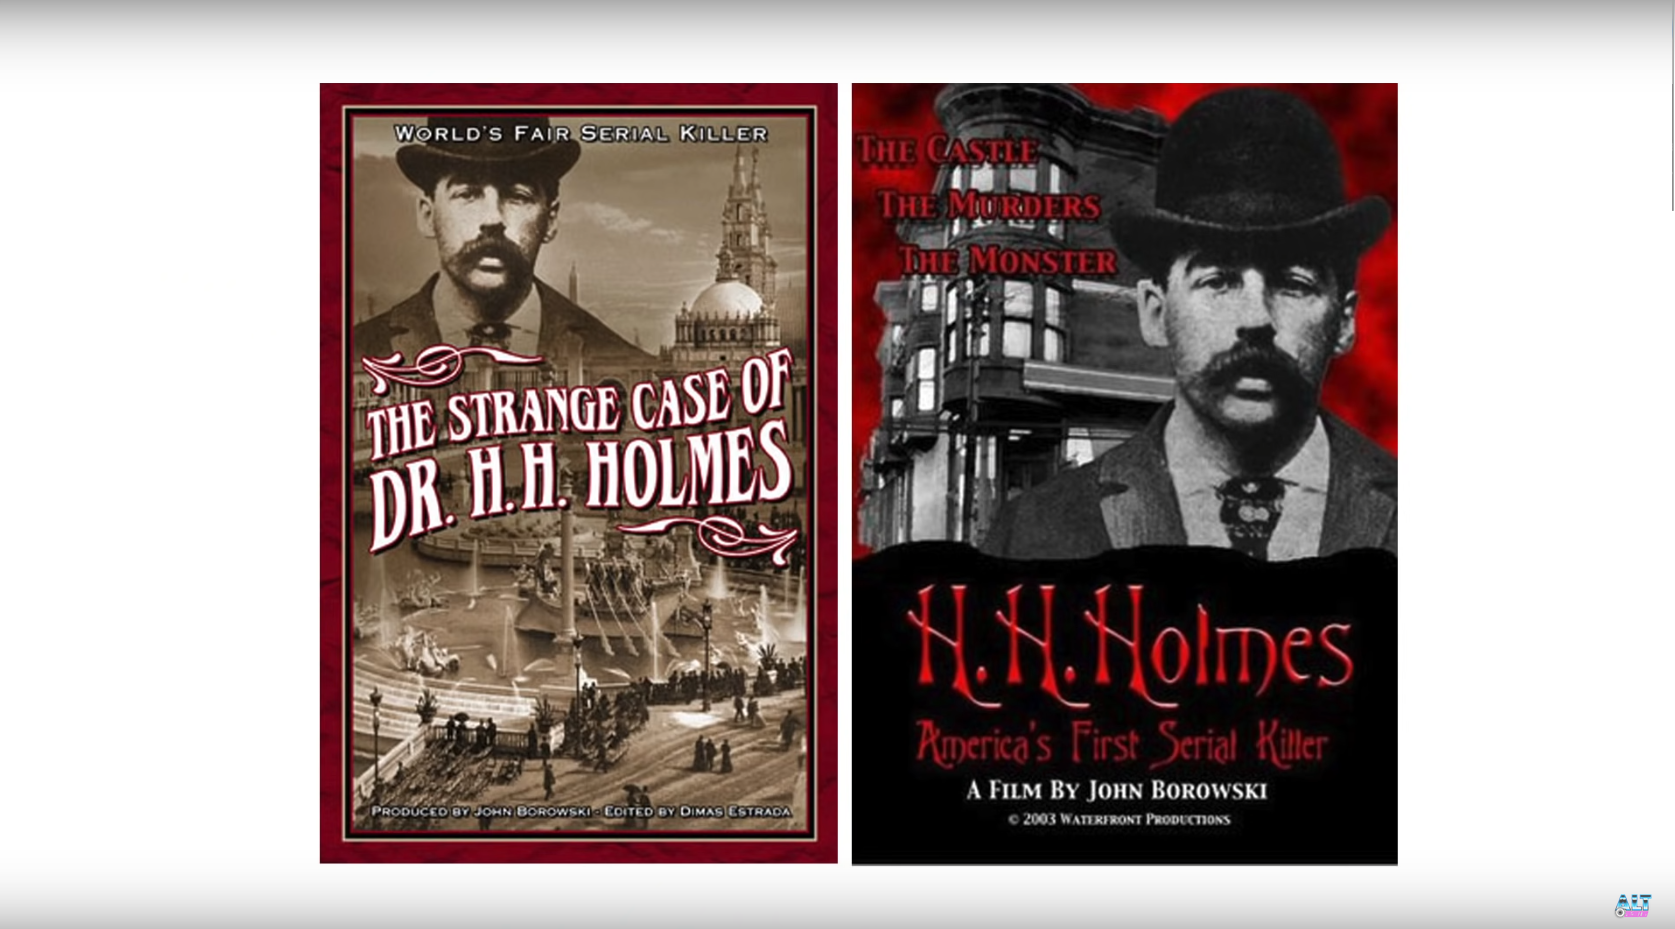 WORLD'S FAIR SERIAL KILLER
THE STRANGE CASE OF
DR. H.H. HOLMES
PRODUCED BY JOHN BOROWSKI - EDITED BY DIMAS ESTRADA
THE CASTLE
THE MURDERS
THE MONSTER
H.H. Holmes
America's First Serial Killer
A FILM BY JOHN BOROWSKI
© 2003 WATERFRONT PRODUCTIONS
ALT